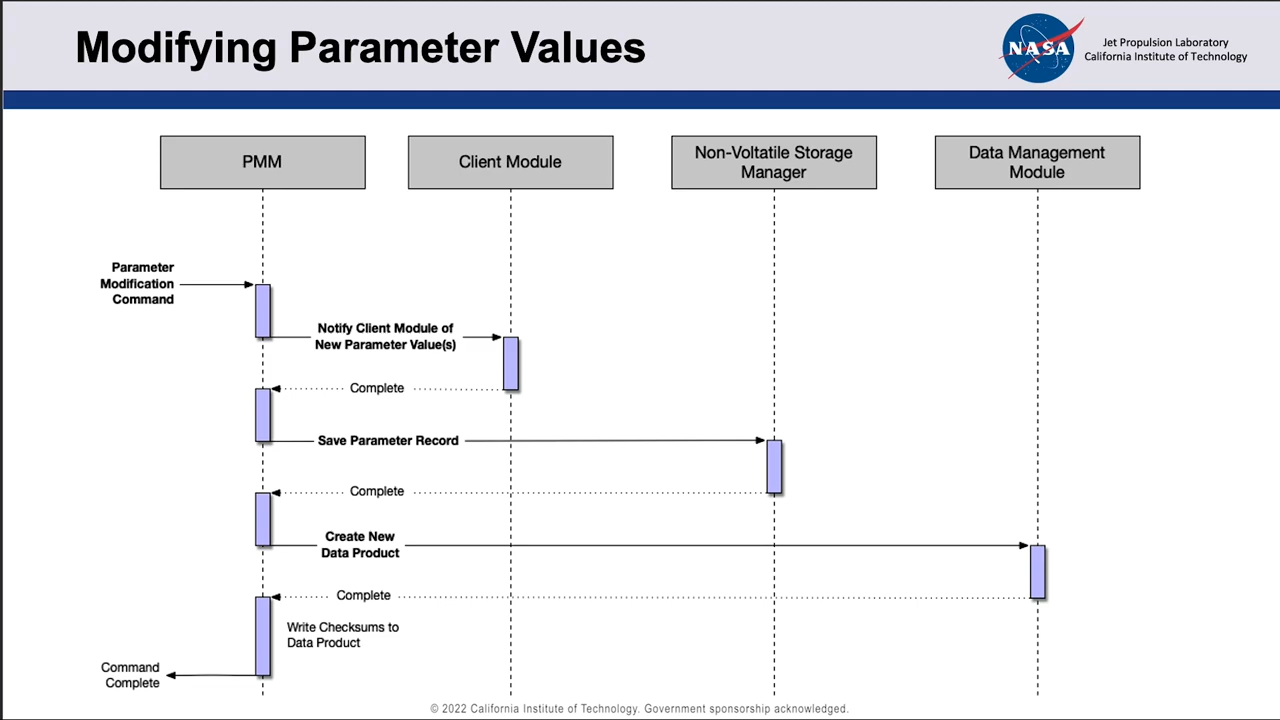 Modifying Parameter Values
NASA
Jet Propulsion Laboratory
California Institute of Technology
PMM
Client Module
Non-Voltatile Storage
Manager
Data Management
Module
Parameter
Modification
Command
Notify Client Module of
New Parameter Value(s)
Complete
Save Parameter Record
Complete
Create New
Data Product
Complete
Write Checksums to
Data Product
Command
Complete
© 2022 California Institute of Technology. Government sponsorship acknowledged.